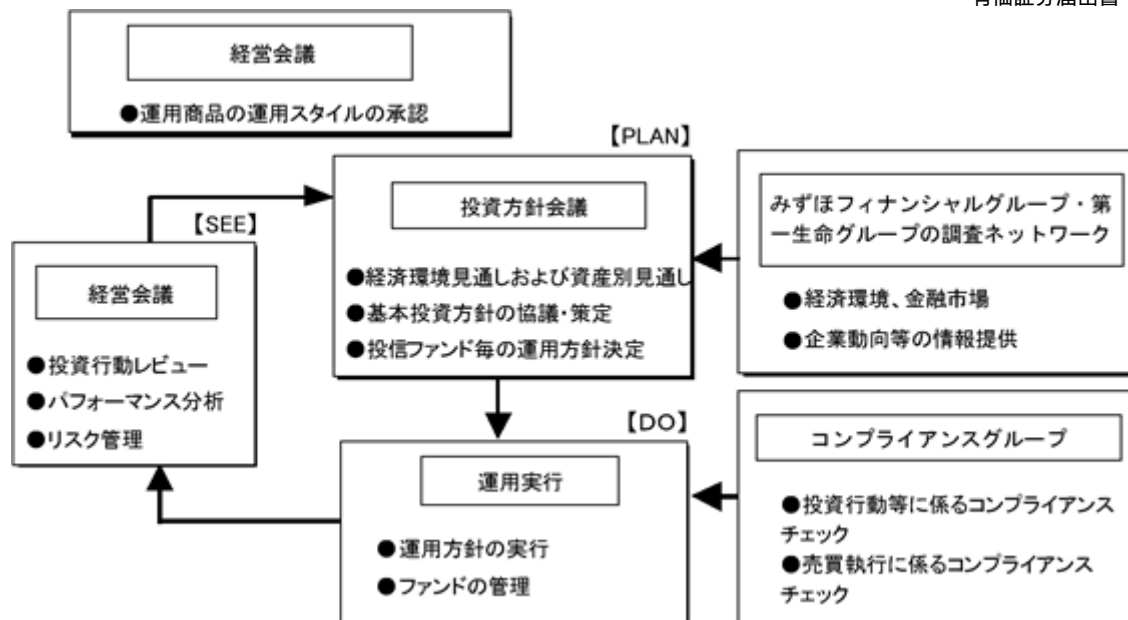 有価証券届出書
経営会議
●運用商品の運用スタイルの承認
【PLAN】
投資方針会議
●経済環境見通しおよび資産別見通し
●基本投資方針の協議・策定
●投信ファンド毎の運用方針決定
みずほフィナンシャルグループ・第
一生命グループの調査ネットワーク
●経済環境、金融市場
●企業動向等の情報提供
【SEE】
経営会議
●投資行動レビュー
●パフォーマンス分析
●リスク管理
【DO】
運用実行
●運用方針の実行
●ファンドの管理
コンプライアンスグループ
●投資行動等に係るコンプライアンス
チェック
●売買執行に係るコンプライアンス
チェック